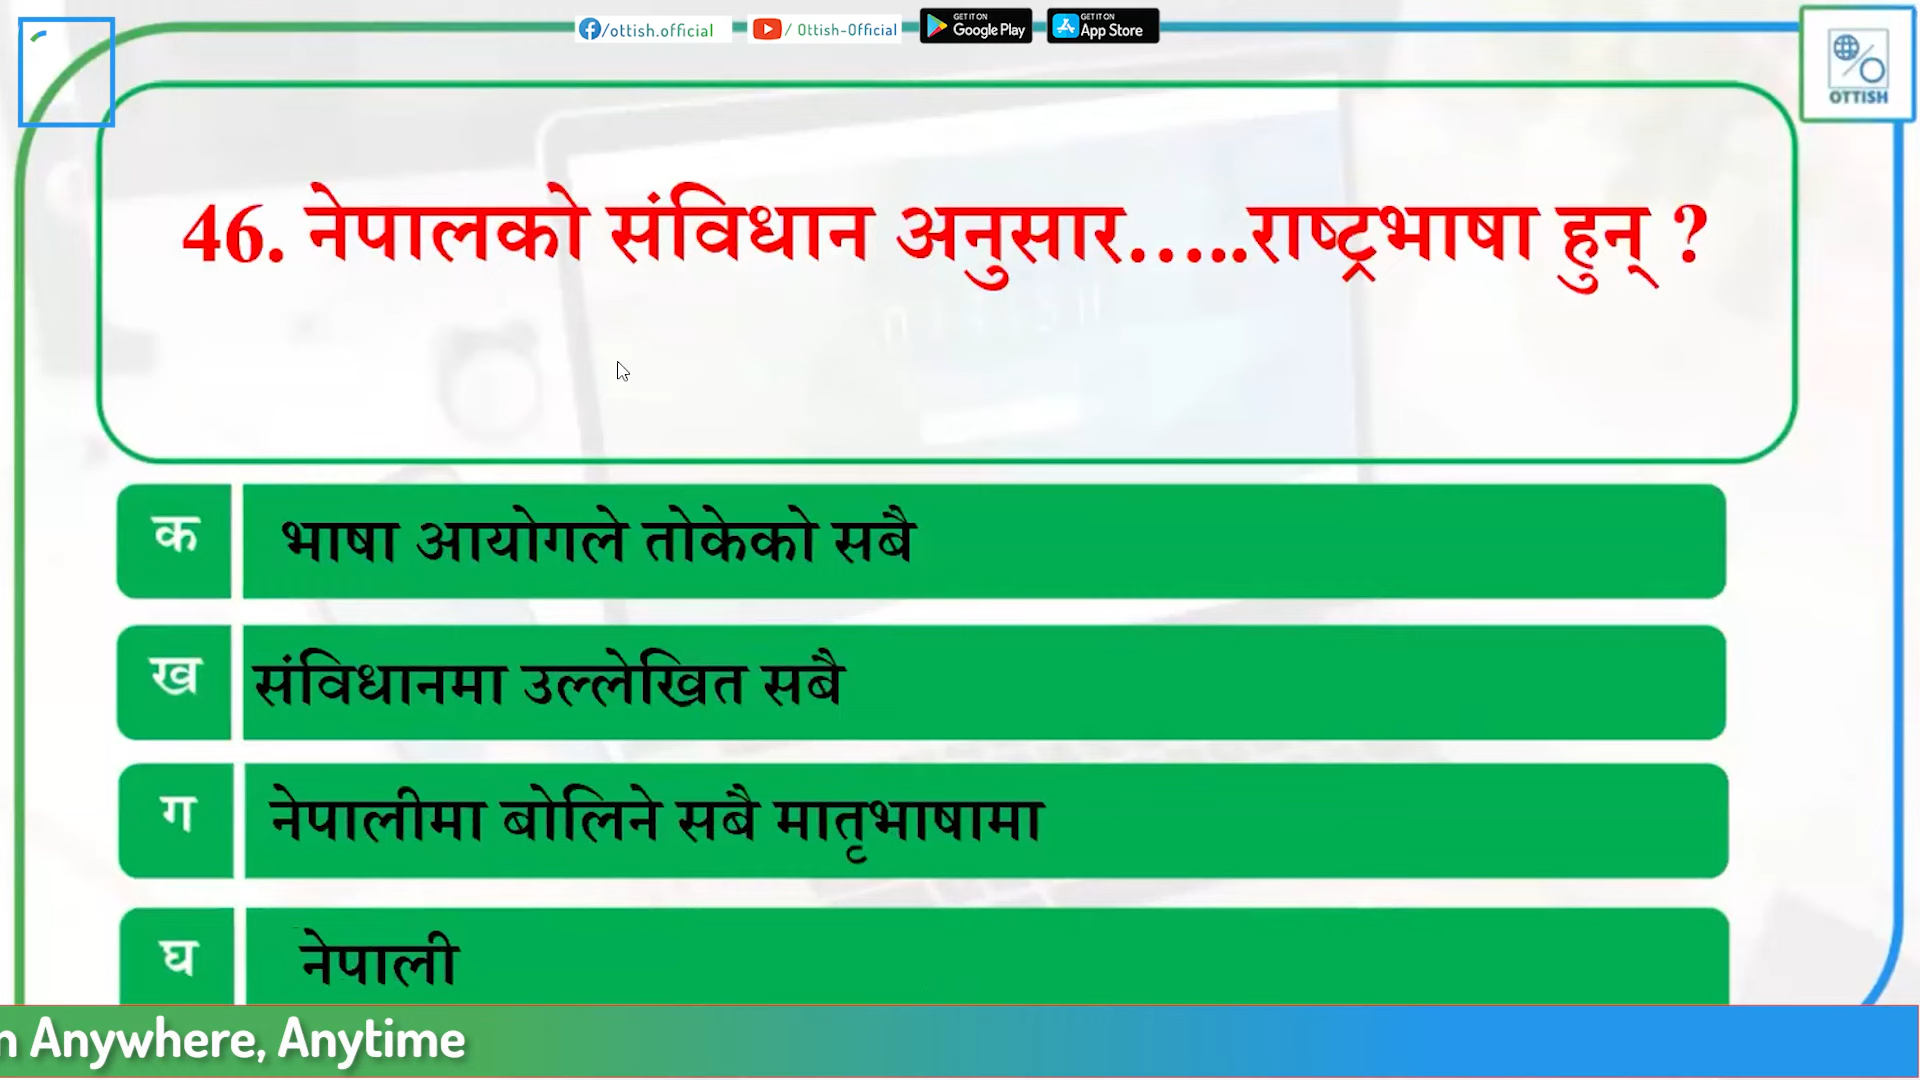 /ottish.official
/ Ottish-Official
GET IT ON
Google Play
GET IT ON
App Store
OTTISH
46. नेपालको संविधान अनुसार.....राष्ट्रभाषा हुन् ?
क भाषा आयोगले तोकेको सबै
ख संविधानमा उल्लेखित सबै
ग नेपालीमा बोलिने सबै मातृभाषामा
घ नेपाली
n Anywhere, Anytime